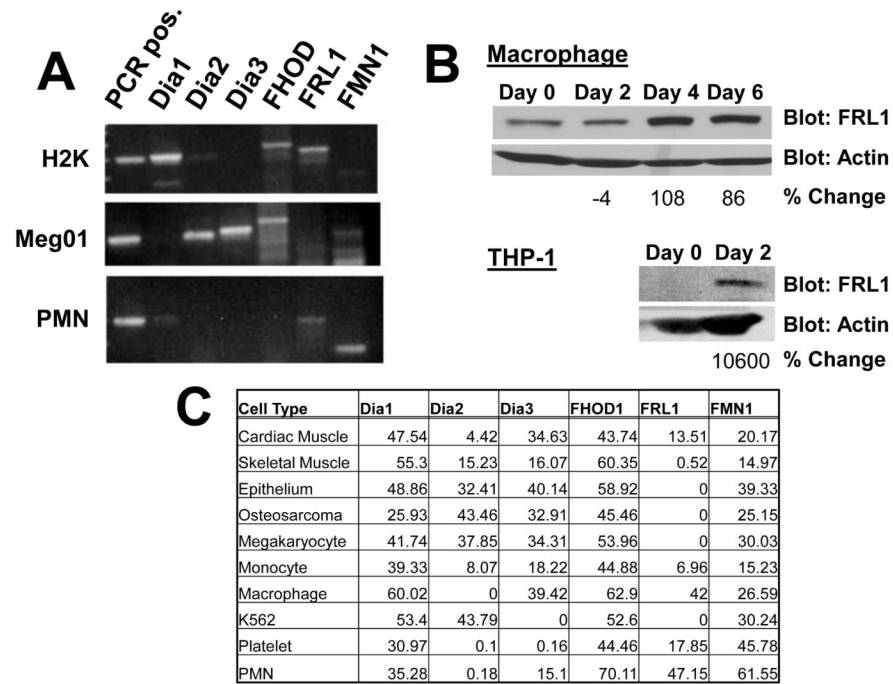 A
PCR pos.
Dia1
Dia2
Dia3
FHOD
FRL1
FMN1
H2K
Meg01
PMN
B
Macrophage
Day 0 Day 2 Day 4 Day 6
Blot: FRL1
Blot: Actin
-4 108 86 % Change
THP-1
Day 0 Day 2
Blot: FRL1
Blot: Actin
10600 % Change
C
Cell Type Dia1 Dia2 Dia3 FHOD1 FRL1 FMN1
Cardiac Muscle 47.54 4.42 34.63 43.74 13.51 20.17
Skeletal Muscle 55.3 15.23 16.07 60.35 0.52 14.97
Epithelium 48.86 32.41 40.14 58.92 0 39.33
Osteosarcoma 25.93 43.46 32.91 45.46 0 25.15
Megakaryocyte 41.74 37.85 34.31 53.96 0 30.03
Monocyte 39.33 8.07 18.22 44.88 6.96 15.23
Macrophage 60.02 0 39.42 62.9 42 26.59
K562 53.4 43.79 0 52.6 0 30.24
Platelet 30.97 0.1 0.16 44.46 17.85 45.78
PMN 35.28 0.18 15.1 70.11 47.15 61.55